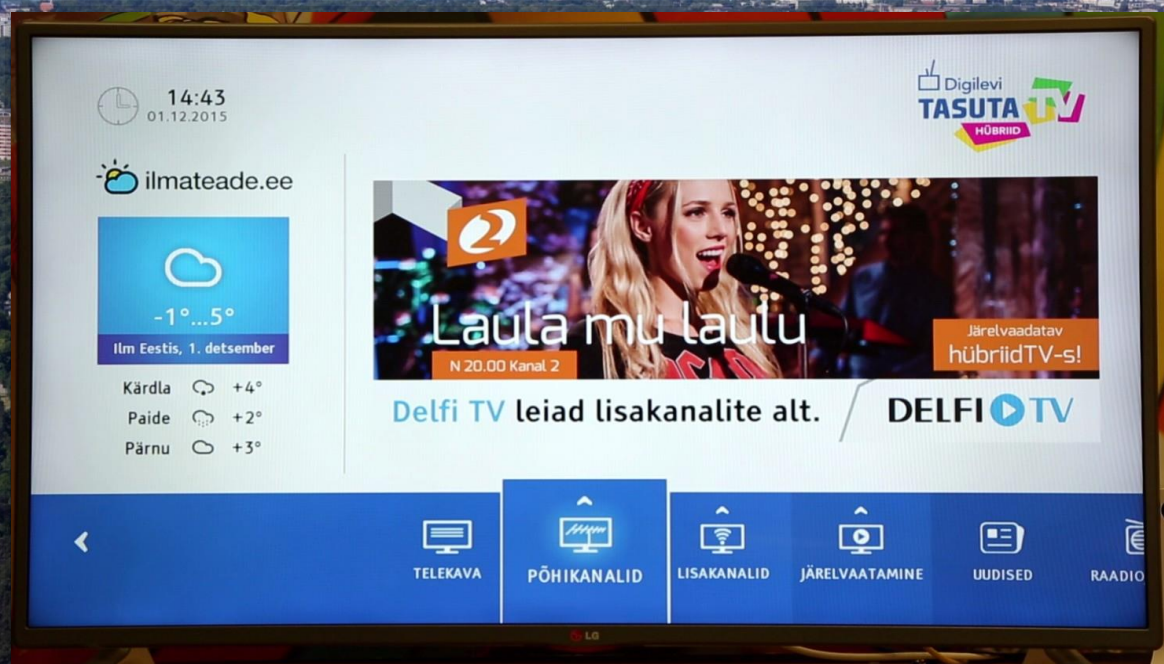 14:43
01.12.2015
Digilevi
TASUTA TV
HÜBRIID
ilmateade.ee
-1°...5°
Ilm Eestis, 1. detsember
Kärdla +4°
Paide +2°
Pärnu +3°
2
Laula mu laulu
N 20.00 Kanal 2
Järelvaadatav
hübriidTV-s!
Delfi TV leiad lisakanalite alt.
DELFI TV
TELEKAVA
PÕHIKANALID
LISAKANALID
JÄRELVAATAMINE
UUDISED
RAADIO
LG